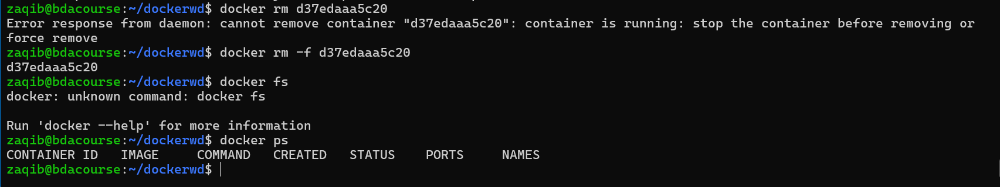 zaqib@bdacourse:~/dockerwd$ docker rm d37edaaa5c20
Error response from daemon: cannot remove container "d37edaaa5c20": container is running: stop the container before removing or
force remove
zaqib@bdacourse:~/dockerwd$ docker rm -f d37edaaa5c20
d37edaaa5c20
zaqib@bdacourse:~/dockerwd$ docker fs
docker: unknown command: docker fs
Run 'docker --help' for more information
zaqib@bdacourse:~/dockerwd$ docker ps
CONTAINER ID   IMAGE     COMMAND   CREATED   STATUS    PORTS     NAMES
zaqib@bdacourse:~/dockerwd$